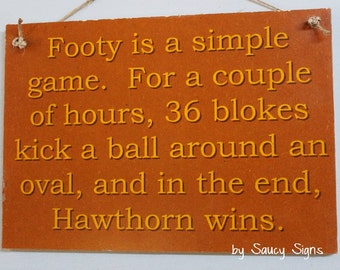 Footy is a simple
game. For a couple
of hours, 36 blokes
kick a ball around an
oval, and in the end,
Hawthorn wins.
by Saucy Signs